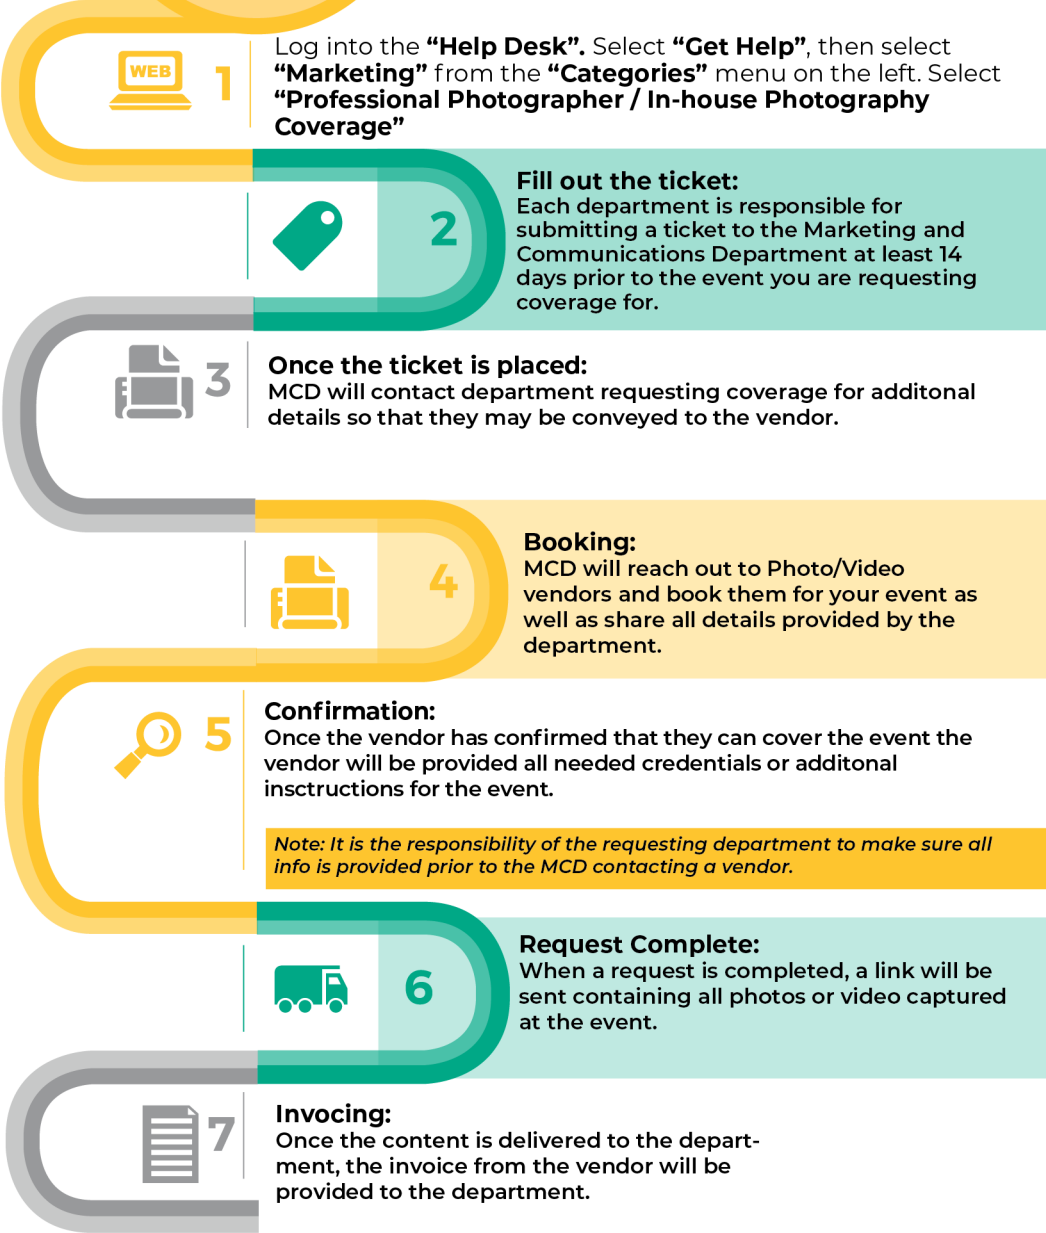 Log into the “Help Desk”. Select “Get Help”, then select
WEB
1
“Marketing” from the “Categories” menu on the left. Select
“Professional Photographer / In-house Photography
Coverage”
2
Fill out the ticket:
Each department is responsible for
submitting a ticket to the Marketing and
Communications Department at least 14
days prior to the event you are requesting
coverage for.
3
Once the ticket is placed:
MCD will contact department requesting coverage for additonal
details so that they may be conveyed to the vendor.
4
Booking:
MCD will reach out to Photo/Video
vendors and book them for your event as
well as share all details provided by the
department.
5
Confirmation:
Once the vendor has confirmed that they can cover the event the
vendor will be provided all needed credentials or additonal
insctructions for the event.
Note: It is the responsibility of the requesting department to make sure all
info is provided prior to the MCD contacting a vendor.
6
Request Complete:
When a request is completed, a link will be
sent containing all photos or video captured
at the event.
7
Invocing:
Once the content is delivered to the depart-
ment, the invoice from the vendor will be
provided to the department.